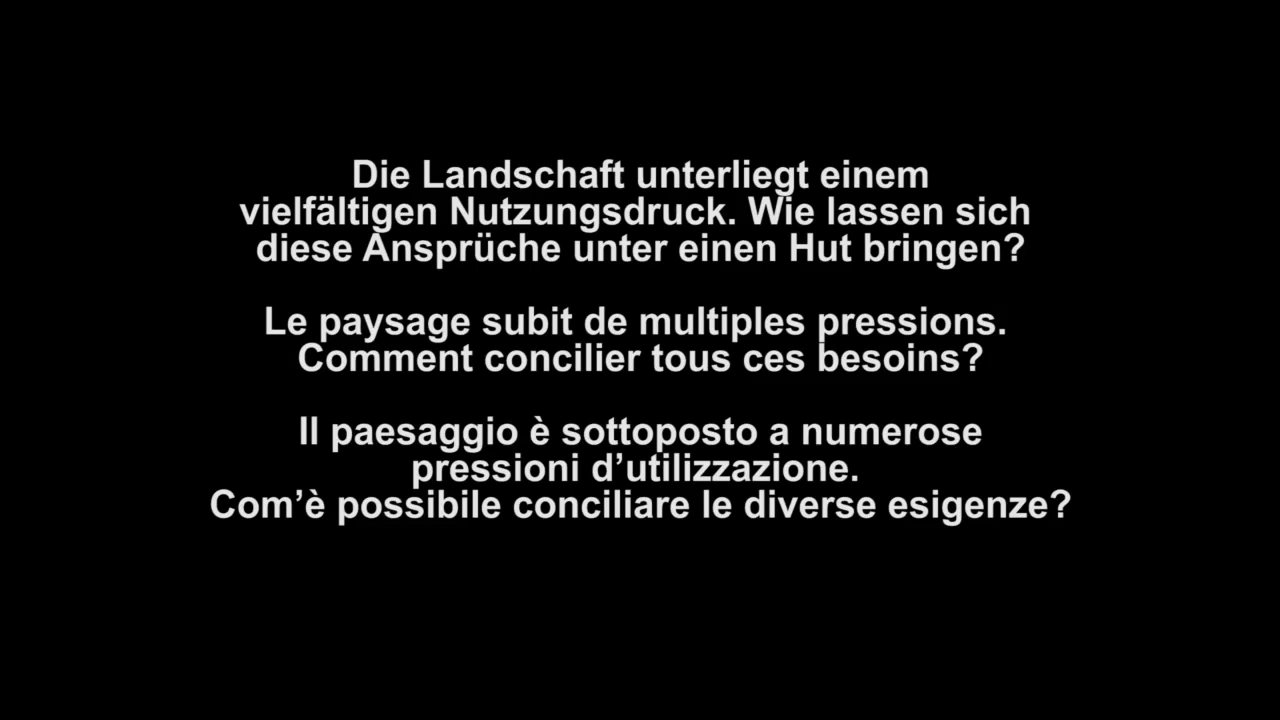 Die Landschaft unterliegt einem
vielfältigen Nutzungsdruck. Wie lassen sich
diese Ansprüche unter einen Hut bringen?
Le paysage subit de multiples pressions.
Comment concilier tous ces besoins?
Il paesaggio è sottoposto a numerose
pressioni d’utilizzazione.
Com’è possibile conciliare le diverse esigenze?